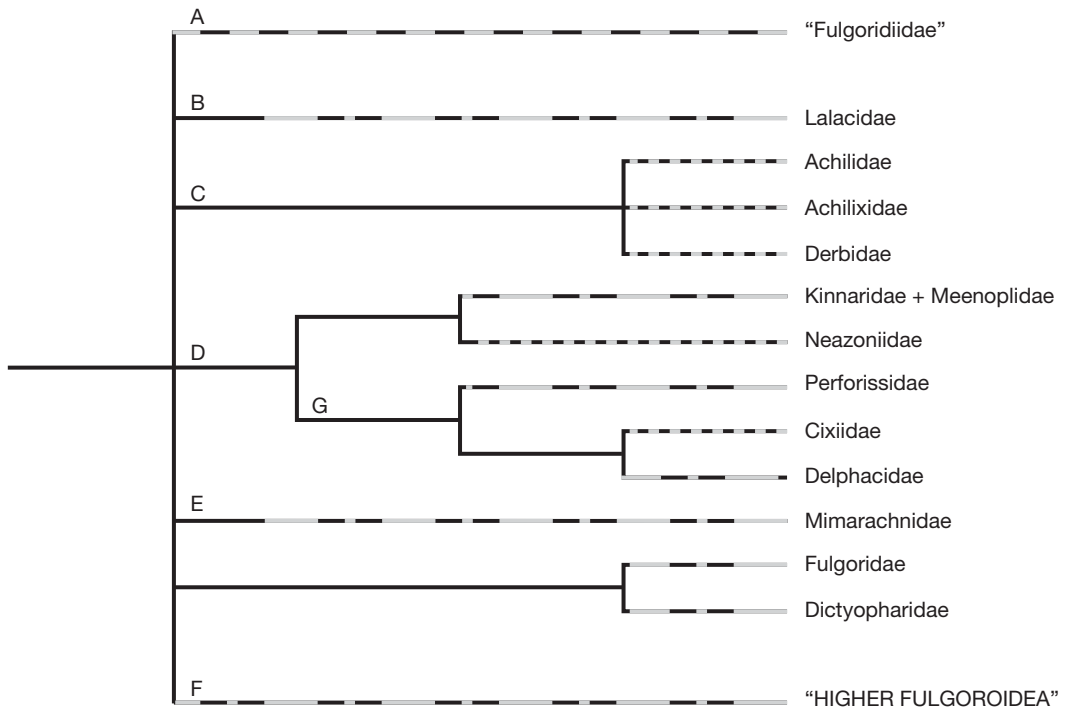 A
“Fulgoridiidae”
B
Lalacidae
Achilidae
C
Achilixidae
Derbidae
Kinnaridae + Meenoplidae
Neazoniidae
D
Perforissidae
G
Cixiidae
Delphacidae
E
Mimarachnidae
Fulgoridae
Dictyopharidae
F
“HIGHER FULGOROIDEA”